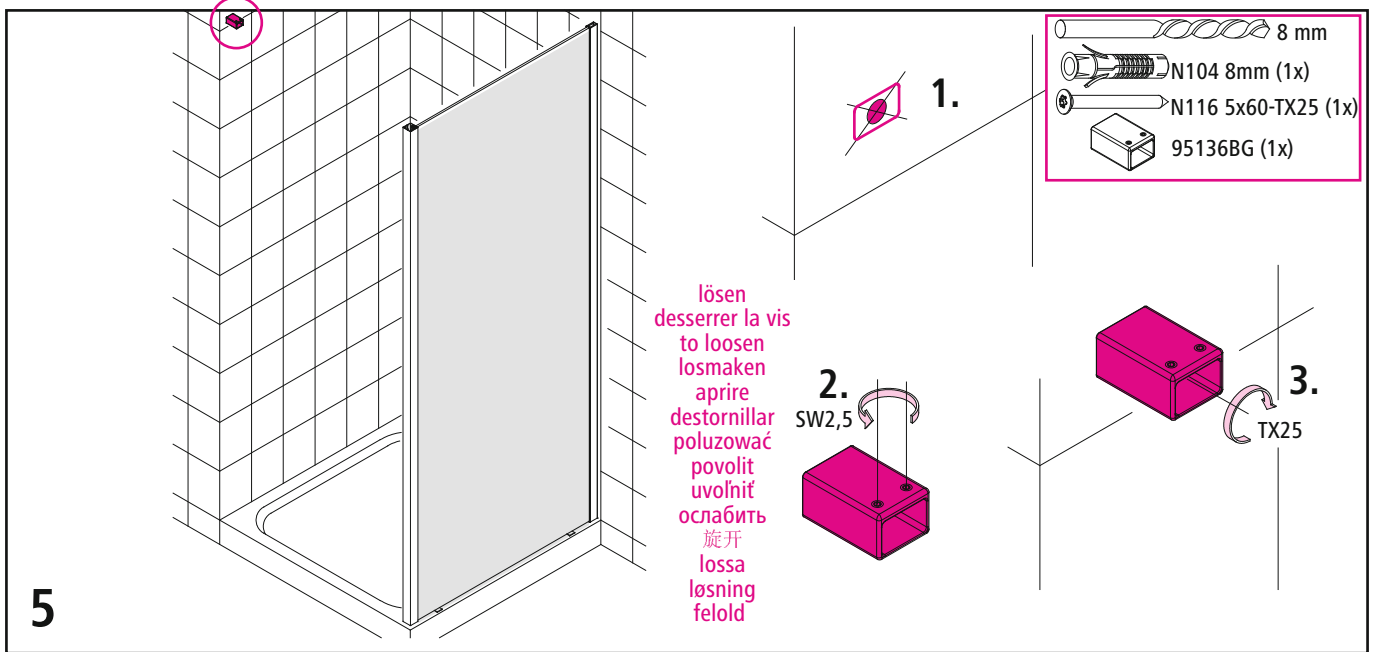 8 mm
N104 8mm (1x)
N116 5x60-TX25 (1x)
95136BG (1x)
1.
lösen
desserrer la vis
to loosen
losmaken
aprire
destornillar
poluzować
povolit
uvoľniť
ослабить
旋开
lossa
løsning
felold
2.
SW2,5
3.
TX25
5